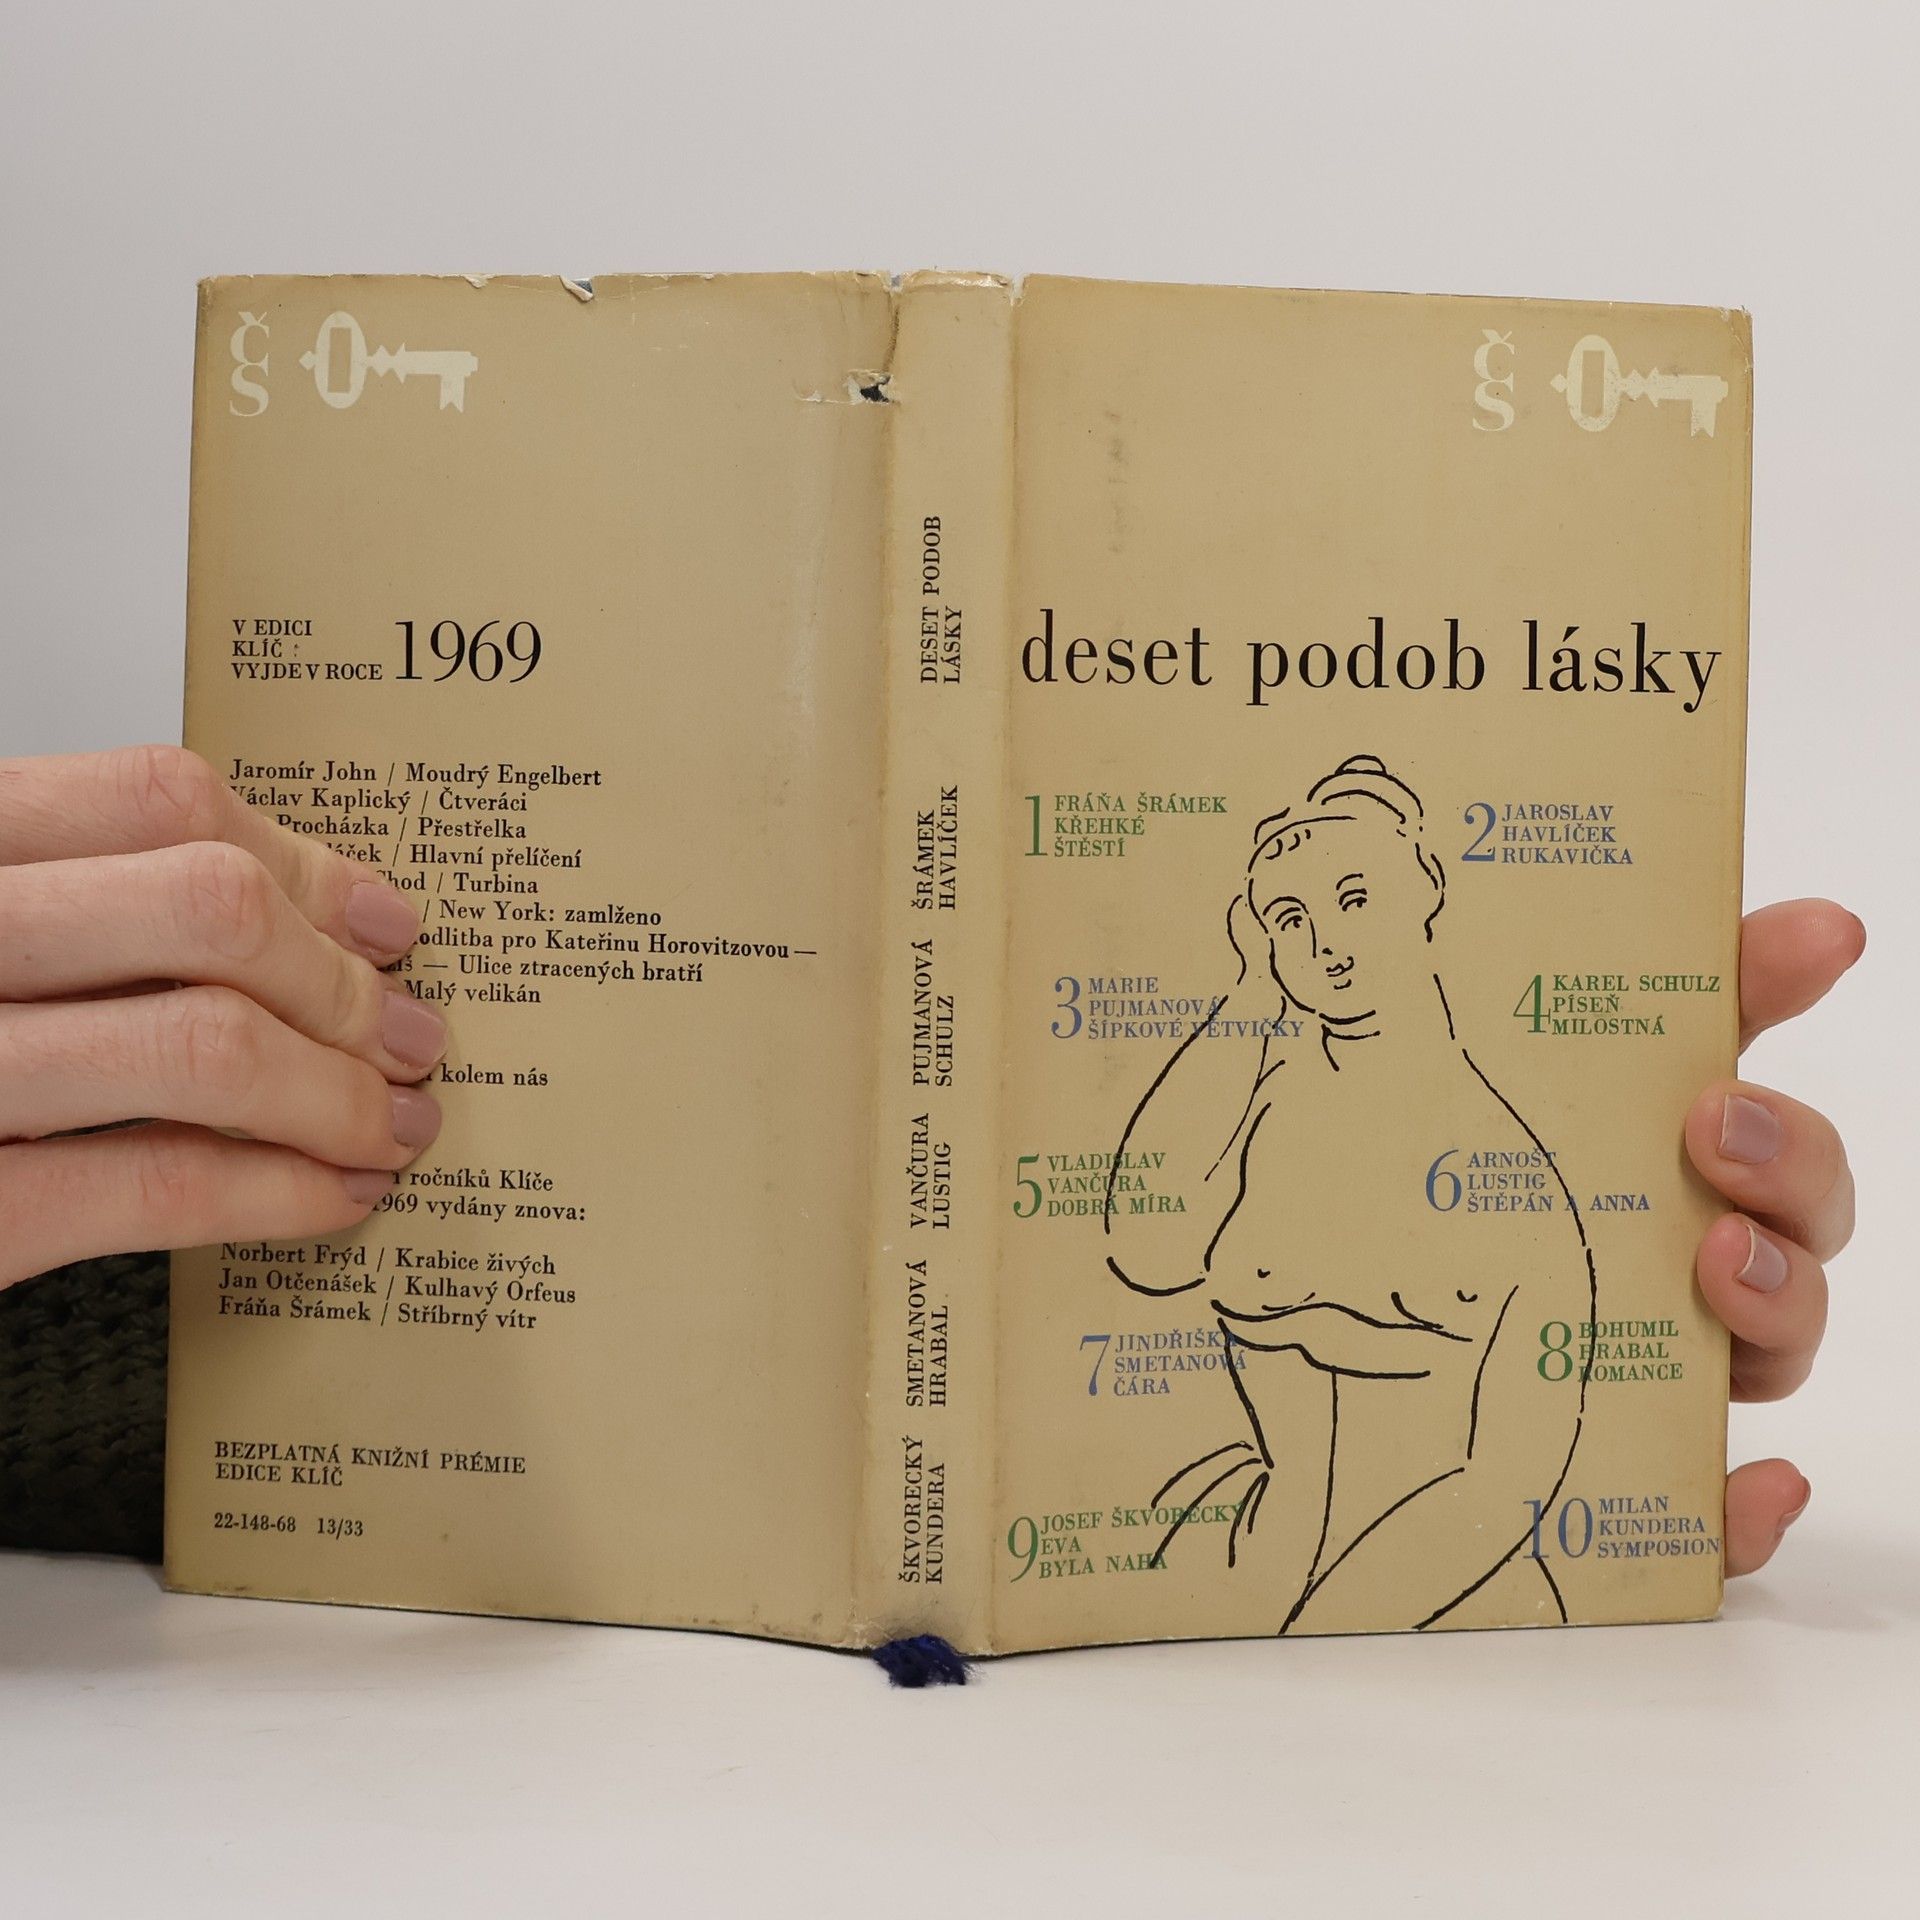 Č
S
V EDICI
KLÍČ
VYJDE V ROCE 1969
Jaromír John / Moudrý Engelbert
Václav Kaplický / Čtveráci
Procházka / Přestřelka
/ Hlavní přelíčení
/ Turbina
/ New York: zamlženo
pro Kateřinu Horovitzovou —
— Ulice ztracených bratří
Malý velikán
kolem nás
ročníků Klíče
1969 vydány znova:
Norbert Frýd / Krabice živých
Jan Otčenášek / Kulhavý Orfeus
Fráňa Šrámek / Stříbrný vítr
BEZPLATNÁ KNIŽNÍ PRÉMIE
EDICE KLÍČ
22-148-68 13/33
DESET PODOB
LÁSKY
ŠRÁMEK
HAVLÍČEK
PUJMANOVÁ
SCHULZ
VANČURA
LUSTIG
SMETANOVÁ
HRABAL
ŠKVORECKÝ
KUNDERA
Č
S
deset podob lásky
1 FRÁŇA ŠRÁMEK
KŘEHKÉ
ŠTĚSTÍ
2 JAROSLAV
HAVLÍČEK
RUKAVIČKA
3 MARIE
PUJMANOVÁ
ŠÍPKOVÉ VĚTVIČKY
4 KAREL SCHULZ
PÍSEŇ
MILOSTNÁ
5 VLADISLAV
VANČURA
DOBRÁ MÍRA
6 ARNOŠT
LUSTIG
ŠTĚPÁN A ANNA
7 JINDŘIŠKA
SMETANOVÁ
ČÁRA
8 BOHUMIL
HRABAL
ROMANCE
9 JOSEF ŠKVORECKÝ
EVA
BYLA NAHÁ
10 MILAN
KUNDERA
SYMPOSION